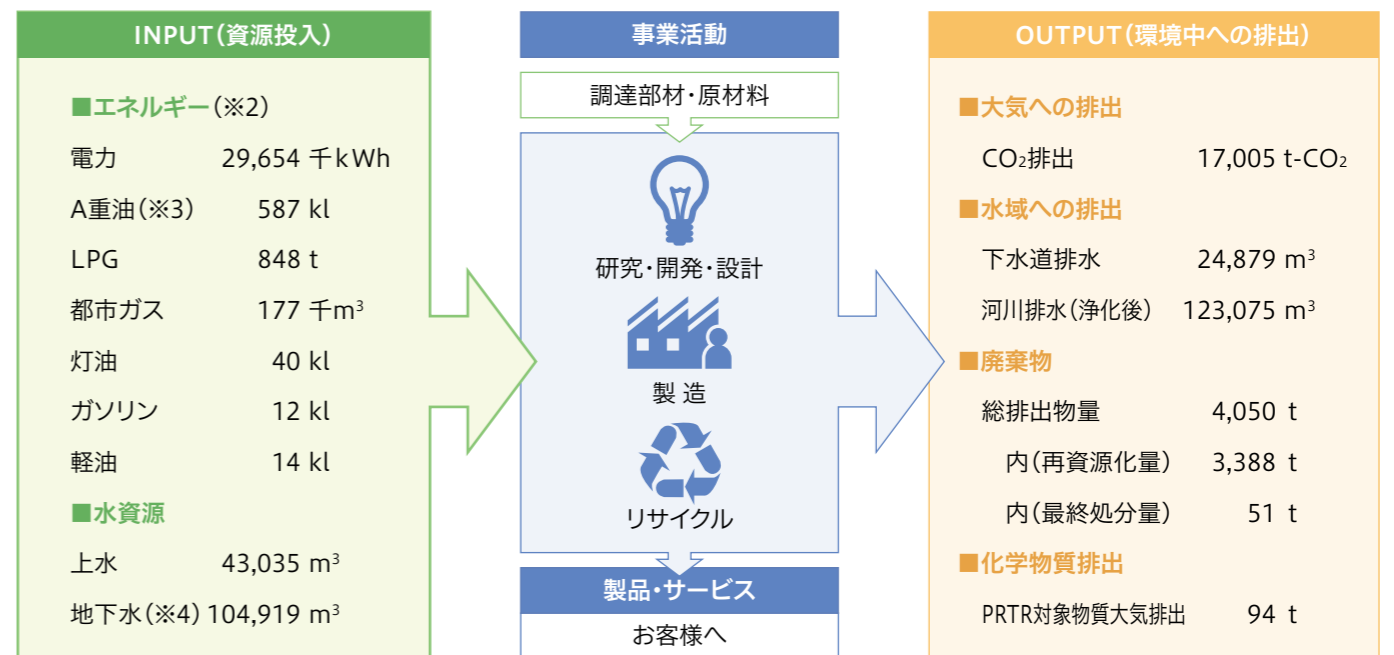 INPUT(資源投入)
■エネルギー(※2)
電力 29,654 千kWh
A重油(※3) 587 kl
LPG 848 t
都市ガス 177 千m³
灯油 40 kl
ガソリン 12 kl
軽油 14 kl
■水資源
上水 43,035 m³
地下水(※4) 104,919 m³
事業活動
調達部材・原材料
研究・開発・設計
製造
リサイクル
製品・サービス
お客様へ
OUTPUT(環境中への排出)
■大気への排出
CO₂排出 17,005 t-CO₂
■水域への排出
下水道排水 24,879 m³
河川排水(浄化後) 123,075 m³
■廃棄物
総排出物量 4,050 t
内(再資源化量) 3,388 t
内(最終処分量) 51 t
■化学物質排出
PRTR対象物質大気排出 94 t